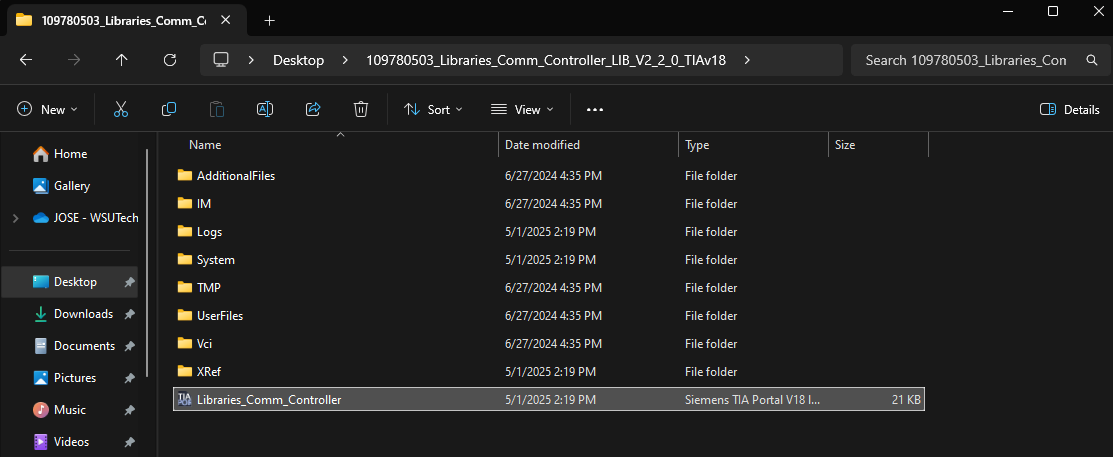 109780503_Libraries_Comm_Co
Desktop 109780503_Libraries_Comm_Controller_LIB_V2_2_0_TIAv18 Search 109780503_Libraries_Con
New Sort View Details
Name Date modified Type Size
Home
Gallery
JOSE - WSUTech
Desktop
Downloads
Documents
Pictures
Music
Videos
AdditionalFiles 6/27/2024 4:35 PM File folder
IM 6/27/2024 4:35 PM File folder
Logs 5/1/2025 2:19 PM File folder
System 5/1/2025 2:19 PM File folder
TMP 6/27/2024 4:35 PM File folder
UserFiles 6/27/2024 4:35 PM File folder
Vci 6/27/2024 4:35 PM File folder
XRef 5/1/2025 2:19 PM File folder
TIA Libraries_Comm_Controller 5/1/2025 2:19 PM Siemens TIA Portal V18 l... 21 KB